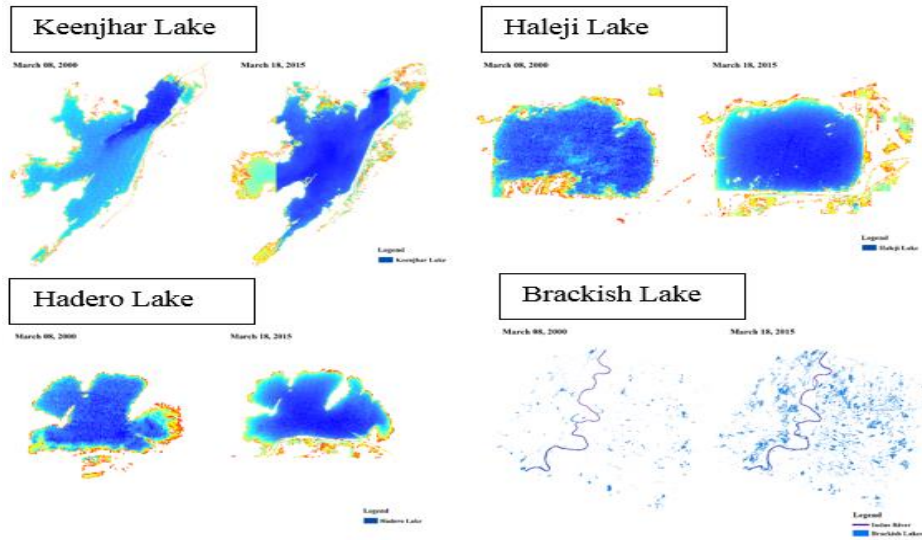 Keenjhar Lake
March 08, 2000
March 18, 2015
Legend
Keenjhar Lake
Haleji Lake
March 08, 2000
March 18, 2015
Legend
Haleji Lake
Hadero Lake
March 08, 2000
March 18, 2015
Legend
Hadero Lake
Brackish Lake
March 08, 2000
March 18, 2015
Legend
Indus River
Brackish Lakes